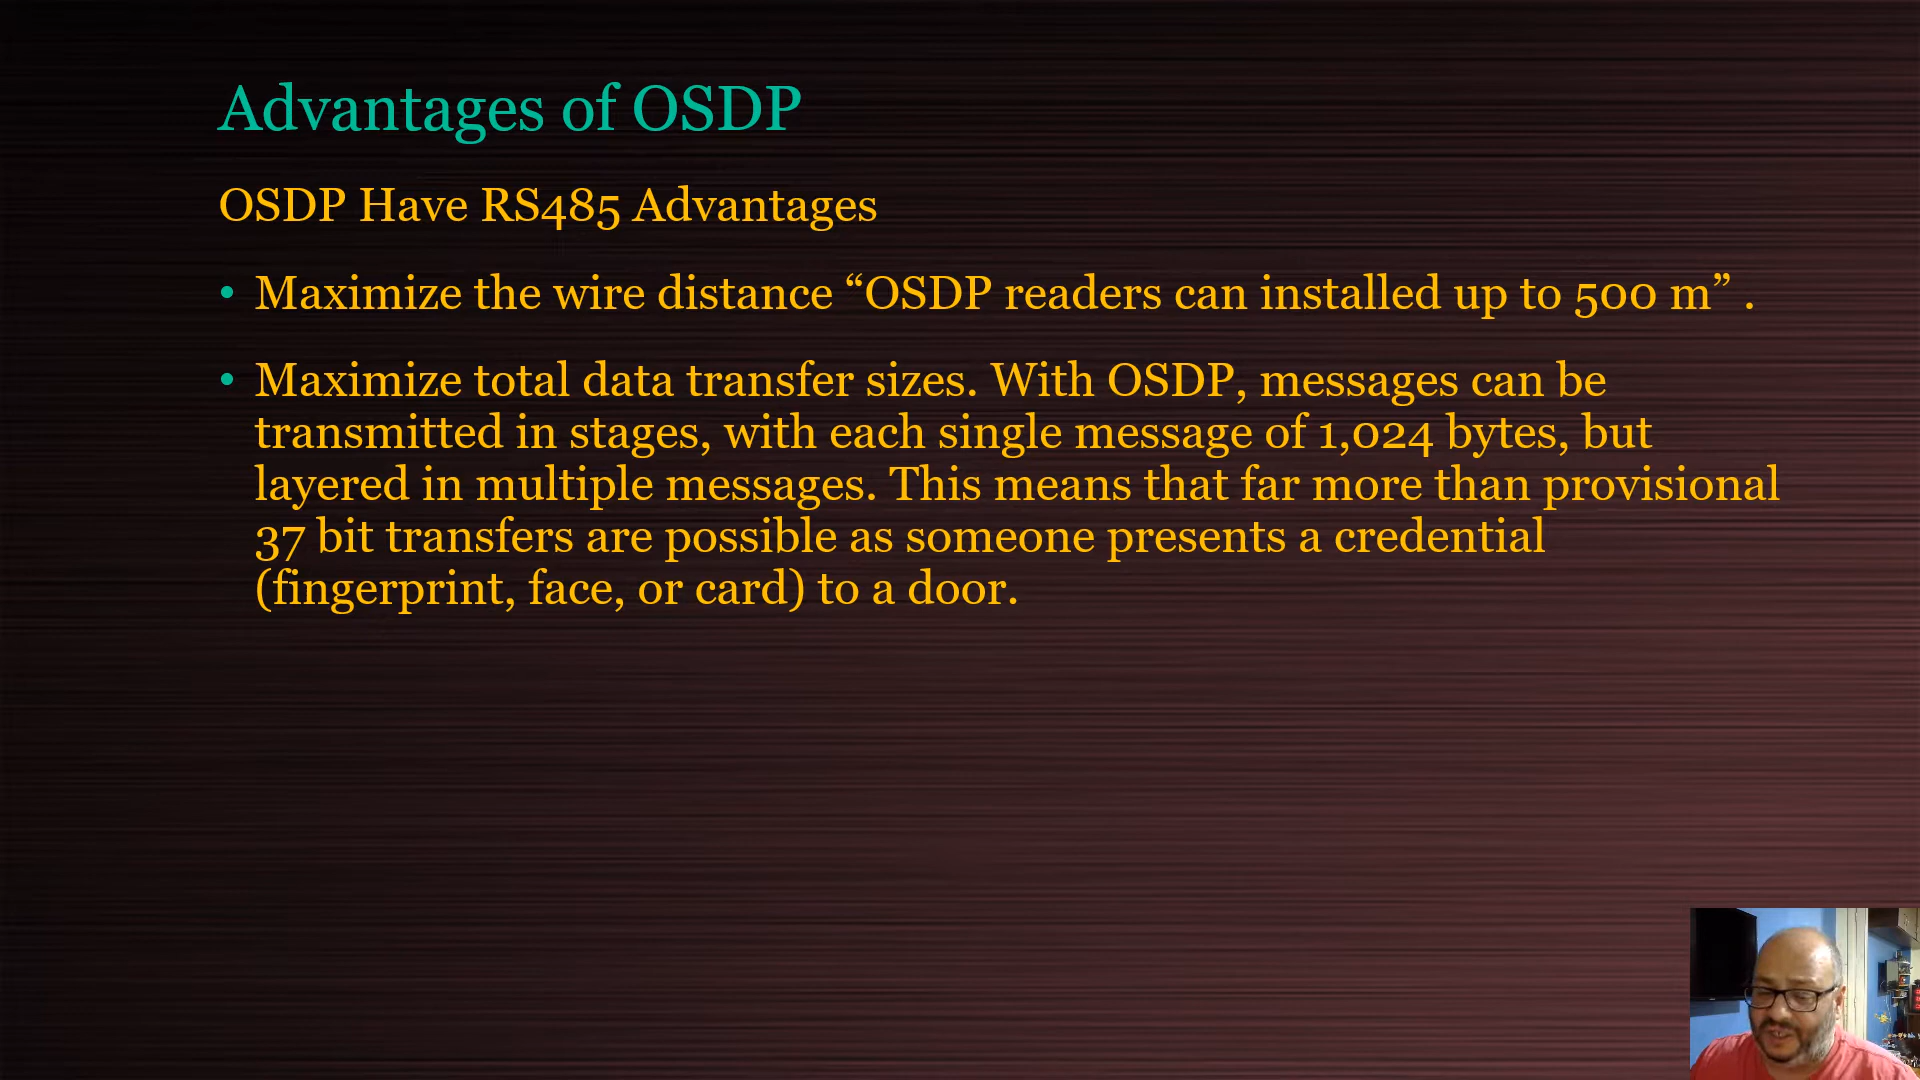 Advantages of OSDP
OSDP Have RS485 Advantages
• Maximize the wire distance “OSDP readers can installed up to 500 m” .
• Maximize total data transfer sizes. With OSDP, messages can be
transmitted in stages, with each single message of 1,024 bytes, but
layered in multiple messages. This means that far more than provisional
37 bit transfers are possible as someone presents a credential
(fingerprint, face, or card) to a door.